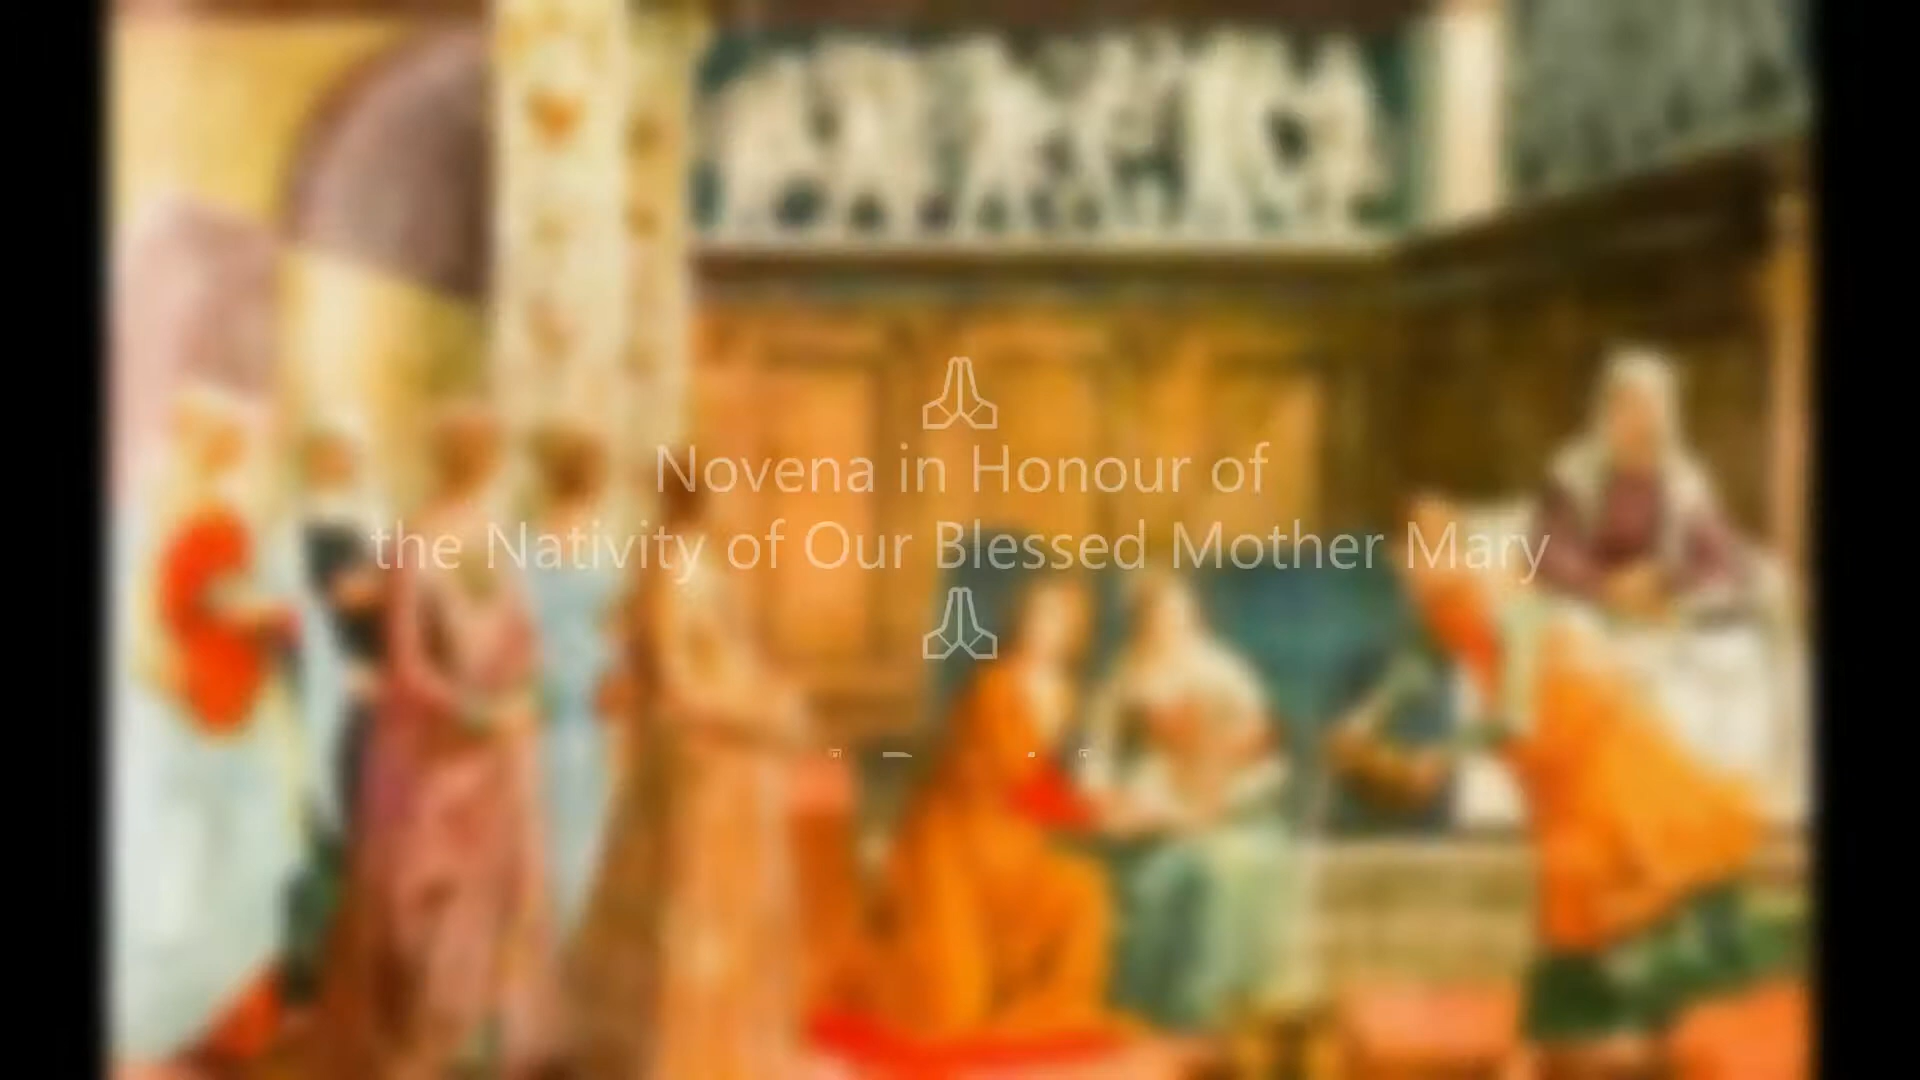 Novena in Honour of
the Nativity of Our Blessed Mother Mary